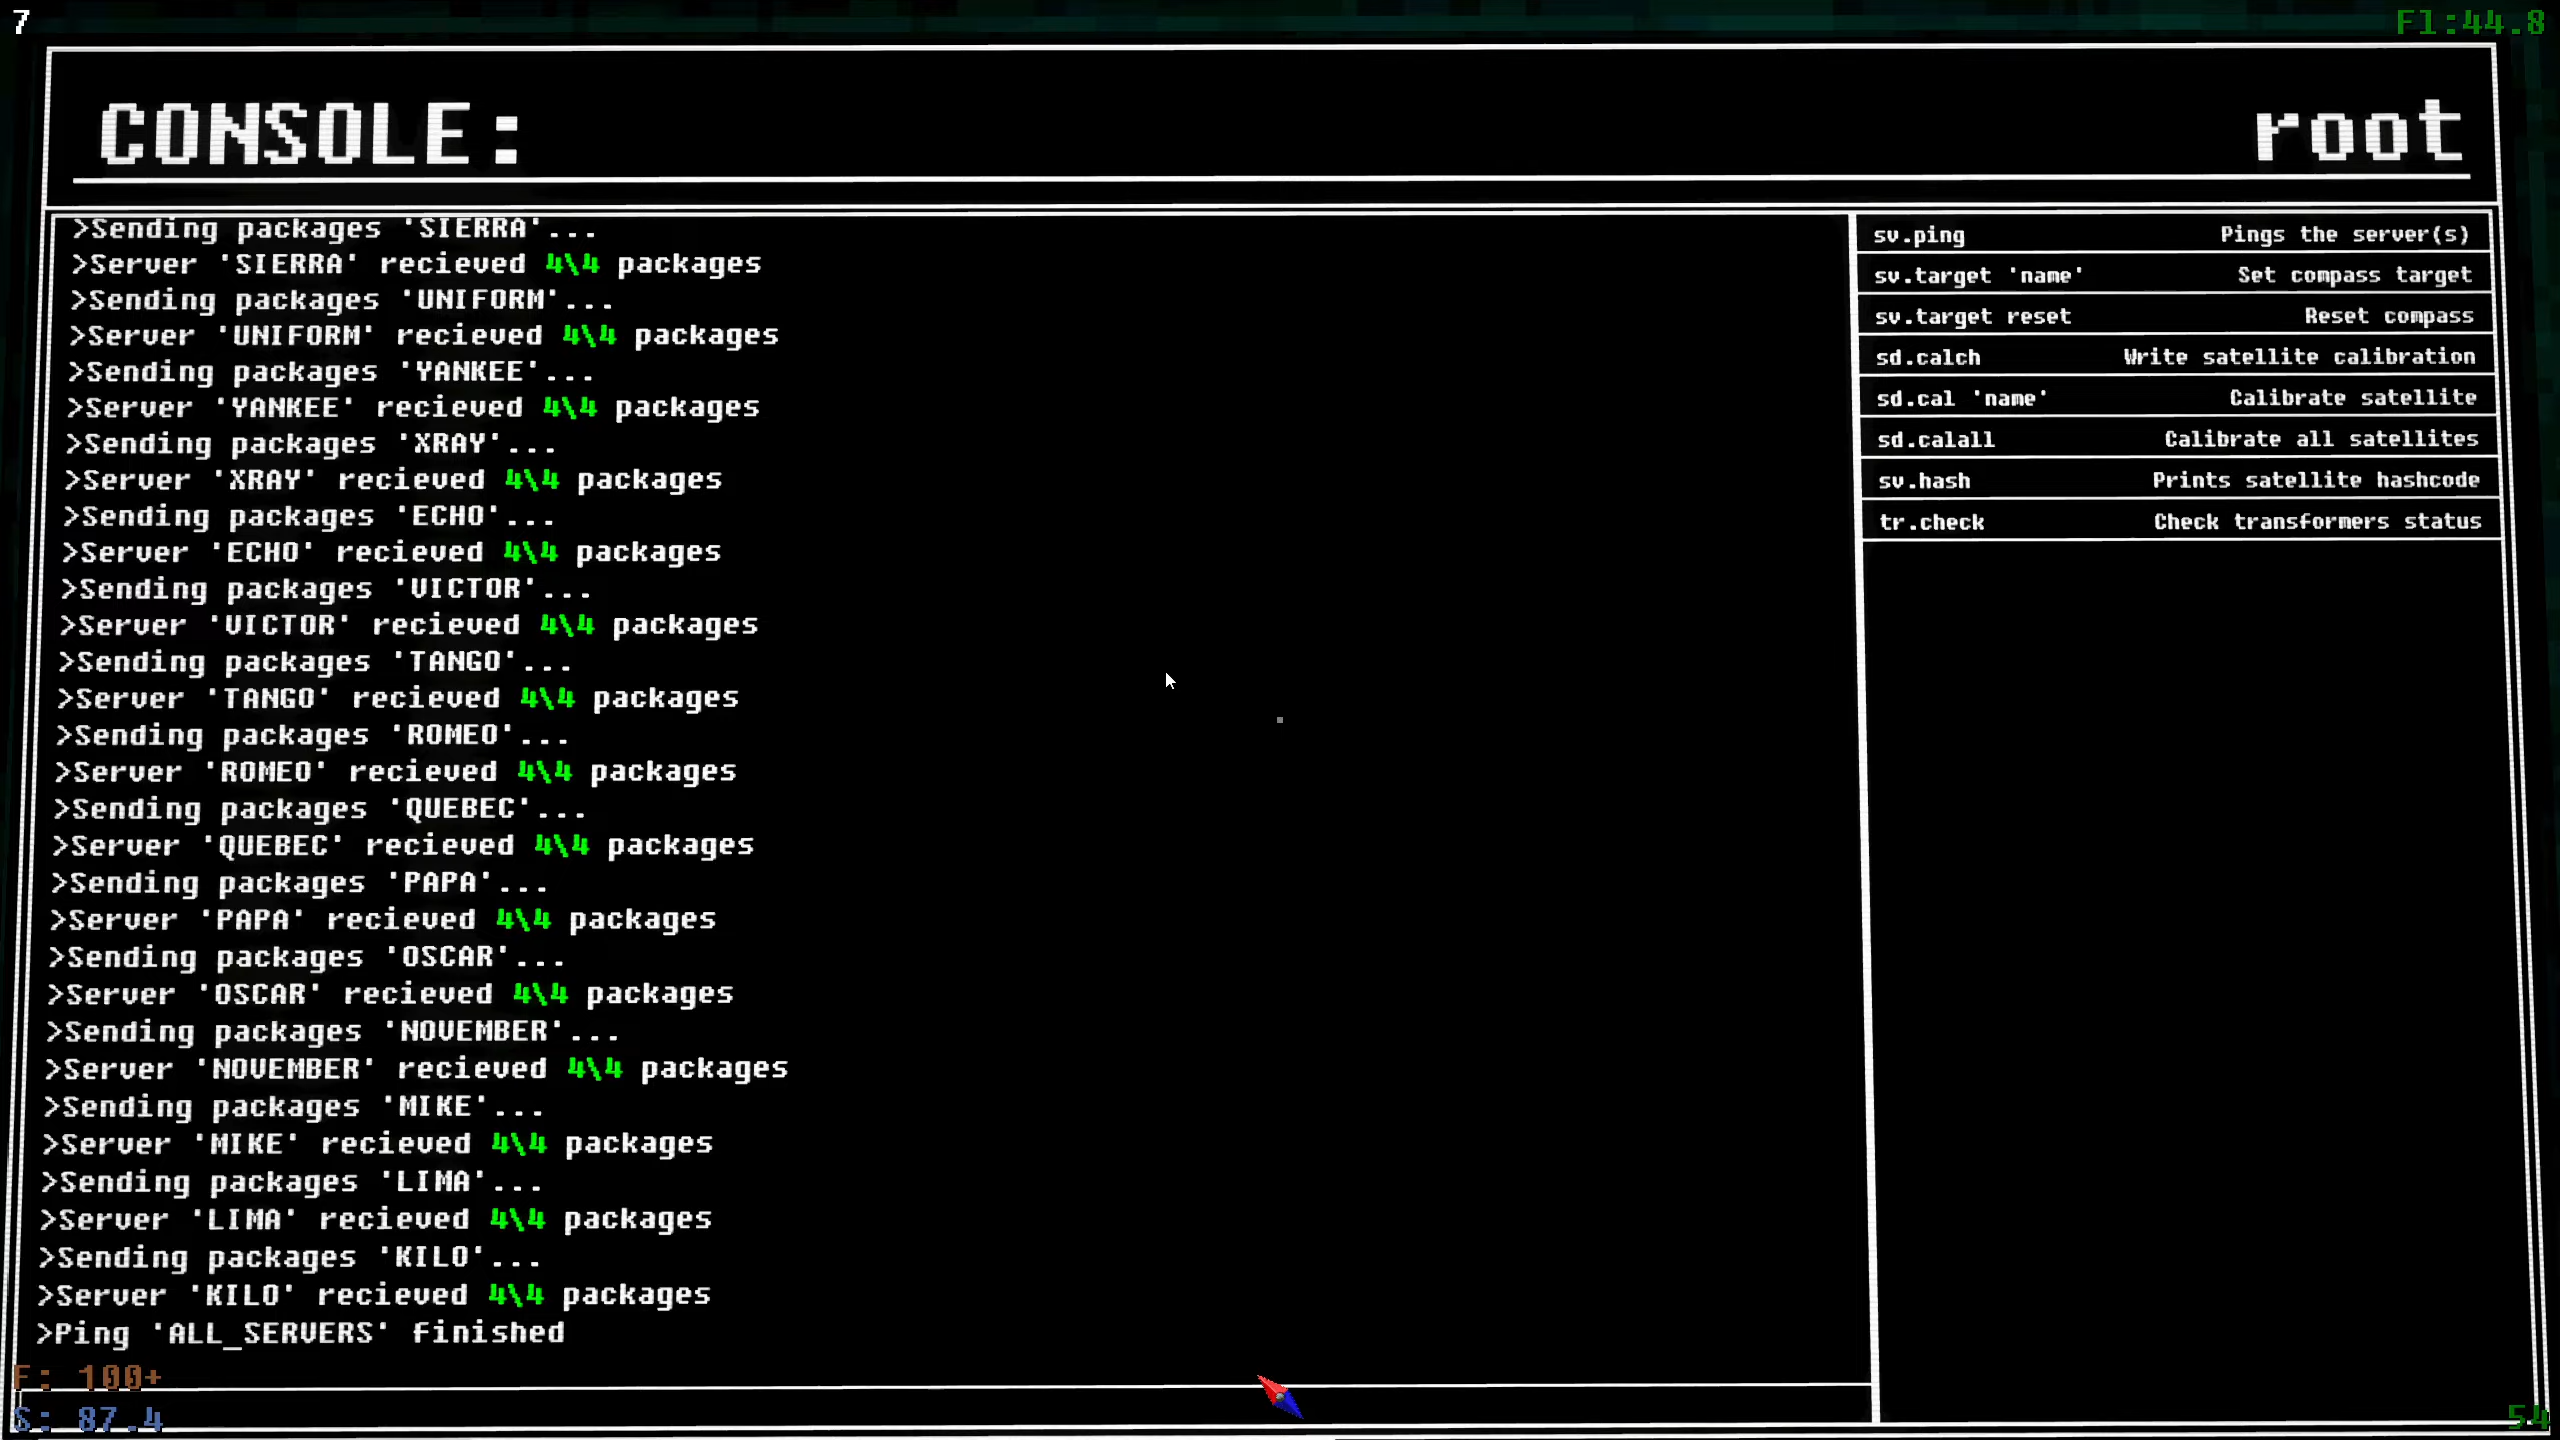 7
F1:44.8
CONSOLE:
root
>Sending packages 'SIERRA'...
>Server 'SIERRA' recieved 4\4 packages
>Sending packages 'UNIFORM'...
>Server 'UNIFORM' recieved 4\4 packages
>Sending packages 'YANKEE'...
>Server 'YANKEE' recieved 4\4 packages
>Sending packages 'XRAY'...
>Server 'XRAY' recieved 4\4 packages
>Sending packages 'ECHO'...
>Server 'ECHO' recieved 4\4 packages
>Sending packages 'VICTOR'...
>Server 'VICTOR' recieved 4\4 packages
>Sending packages 'TANGO'...
>Server 'TANGO' recieved 4\4 packages
>Sending packages 'ROMEO'...
>Server 'ROMEO' recieved 4\4 packages
>Sending packages 'QUEBEC'...
>Server 'QUEBEC' recieved 4\4 packages
>Sending packages 'PAPA'...
>Server 'PAPA' recieved 4\4 packages
>Sending packages 'OSCAR'...
>Server 'OSCAR' recieved 4\4 packages
>Sending packages 'NOVEMBER'...
>Server 'NOVEMBER' recieved 4\4 packages
>Sending packages 'MIKE'...
>Server 'MIKE' recieved 4\4 packages
>Sending packages 'LIMA'...
>Server 'LIMA' recieved 4\4 packages
>Sending packages 'KILO'...
>Server 'KILO' recieved 4\4 packages
>Ping 'ALL_SERVERS' finished
sv.ping Pings the server(s)
sv.target 'name' Set compass target
sv.target reset Reset compass
sd.calch Write satellite calibration
sd.cal 'name' Calibrate satellite
sd.calall Calibrate all satellites
sv.hash Prints satellite hashcode
tr.check Check transformers status
F: 100+
S: 87.4
54